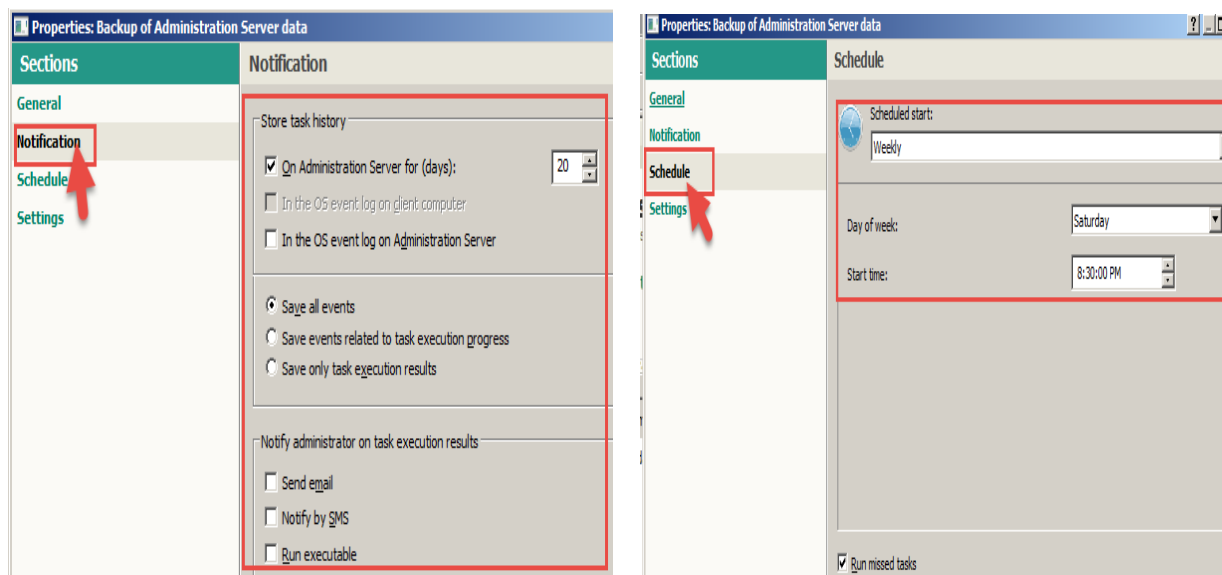 Properties: Backup of Administration Server data
Sections
Notification
General
Notification
Schedule
Settings
Store task history
On Administration Server for (days):
20
In the OS event log on client computer
In the OS event log on Administration Server
Save all events
Save events related to task execution progress
Save only task execution results
Notify administrator on task execution results
Send email
Notify by SMS
Run executable
Properties: Backup of Administration Server data
Sections
Schedule
General
Notification
Schedule
Settings
Scheduled start:
Weekly
Day of week:
Saturday
Start time:
8:30:00 PM
Run missed tasks